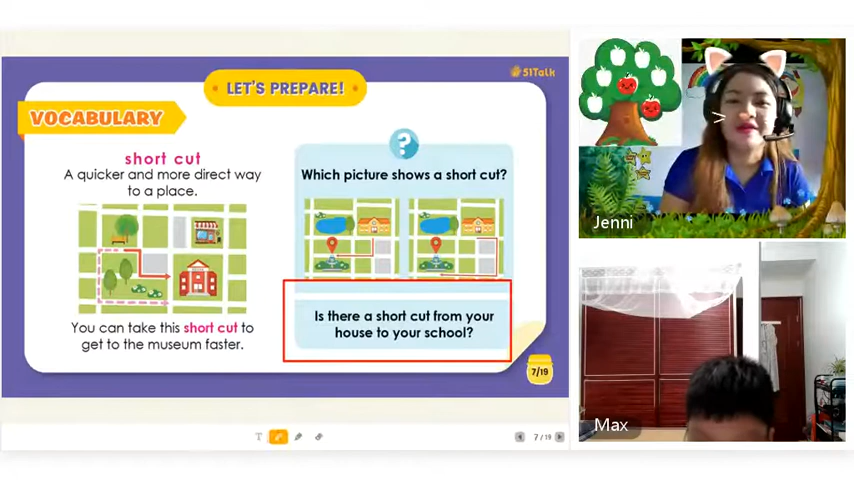 LET'S PREPARE!
51Talk
VOCABULARY
short cut
A quicker and more direct way
to a place.
You can take this short cut to
get to the museum faster.
?
Which picture shows a short cut?
Is there a short cut from your
house to your school?
7/19
T
7 / 19
Jenni
Max